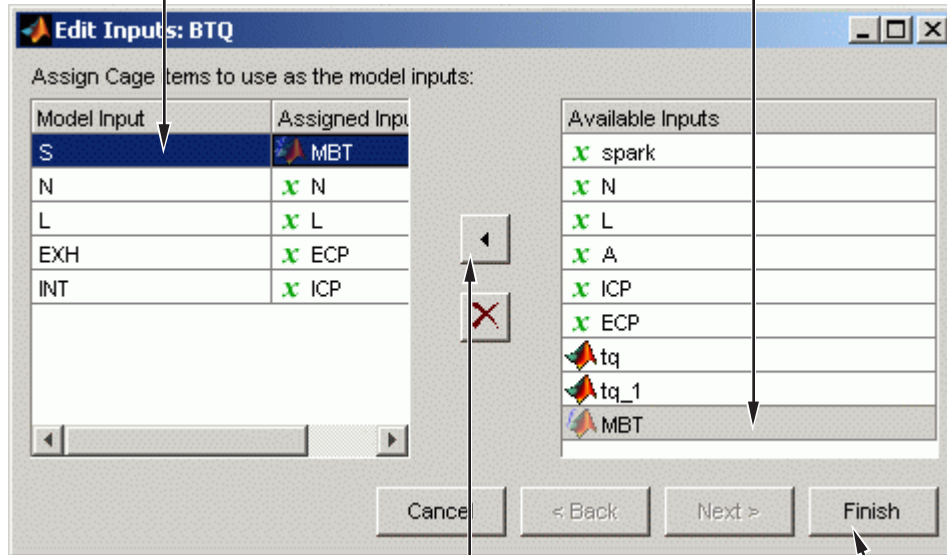 Edit Inputs: BTQ
Assign Cage items to use as the model inputs:
Model Input Assigned Inpu
S MBT
N x N
L x L
EXH x ECP
INT x ICP
Available Inputs
x spark
x N
x L
x A
x ICP
x ECP
tq
tq_1
MBT
Cancel < Back Next > Finish